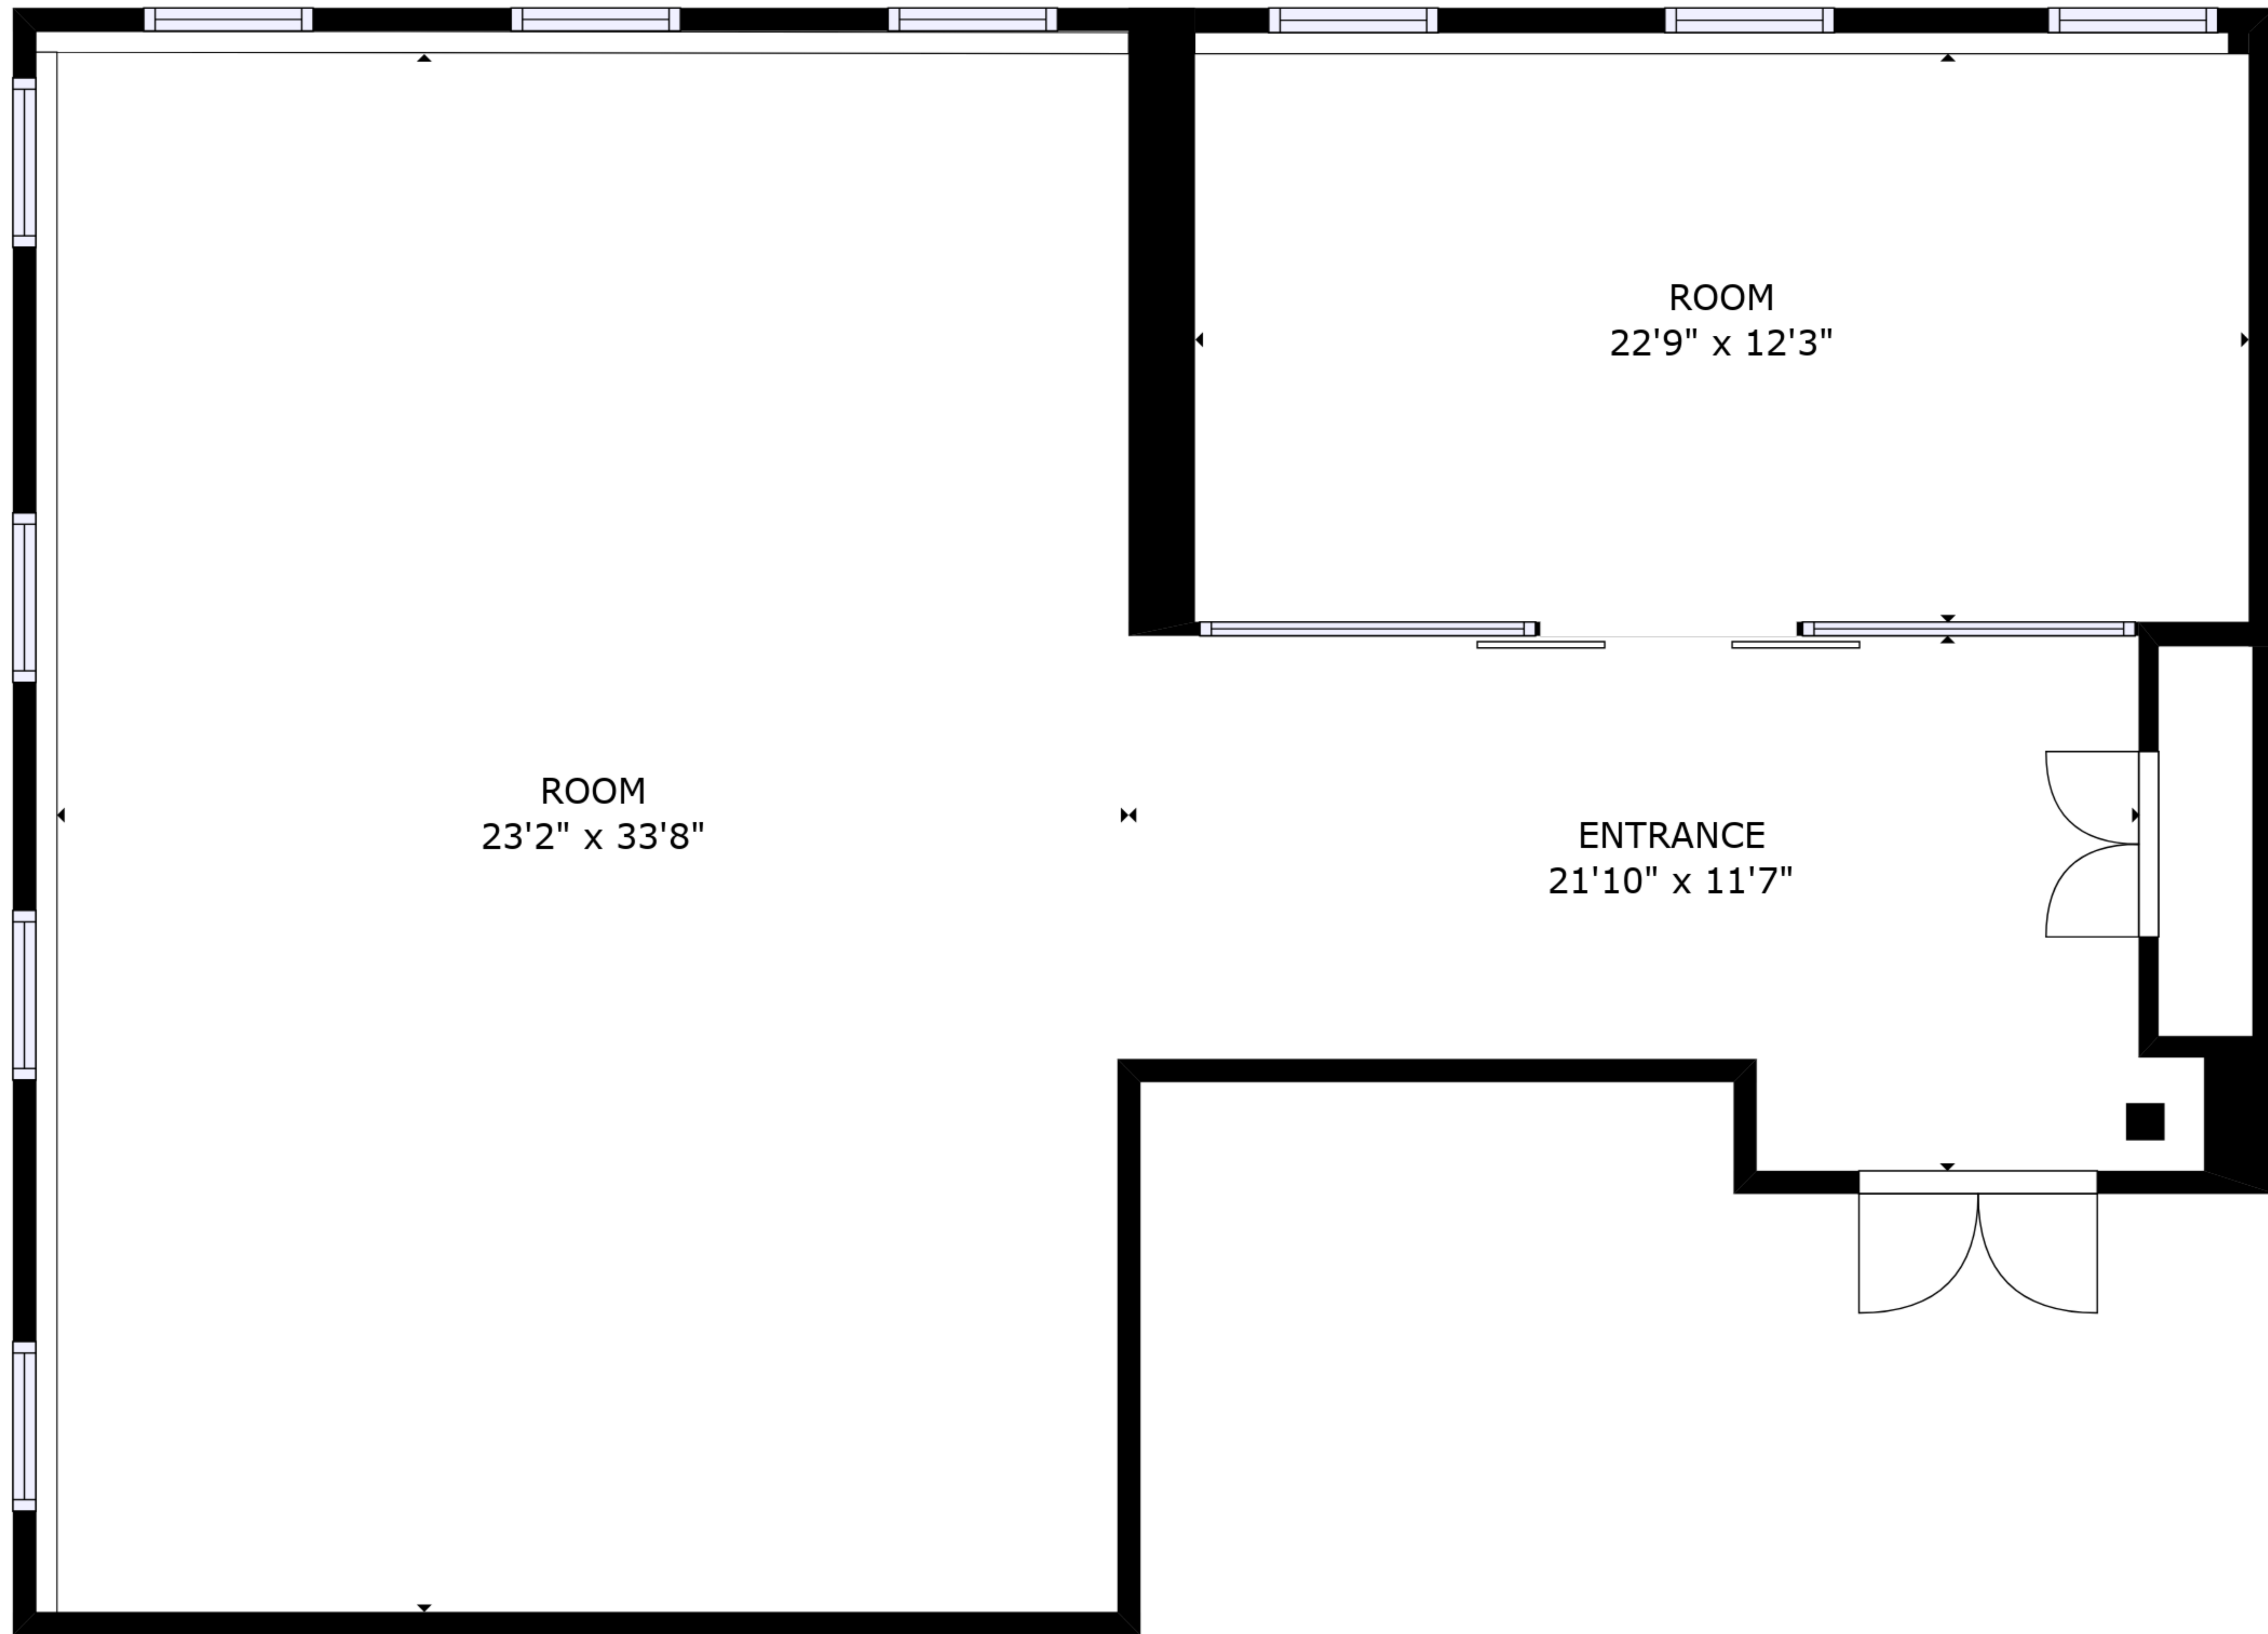 ROOM
22'9" x 12'3"
ROOM
23'2" x 33'8"
ENTRANCE
21'10" x 11'7"